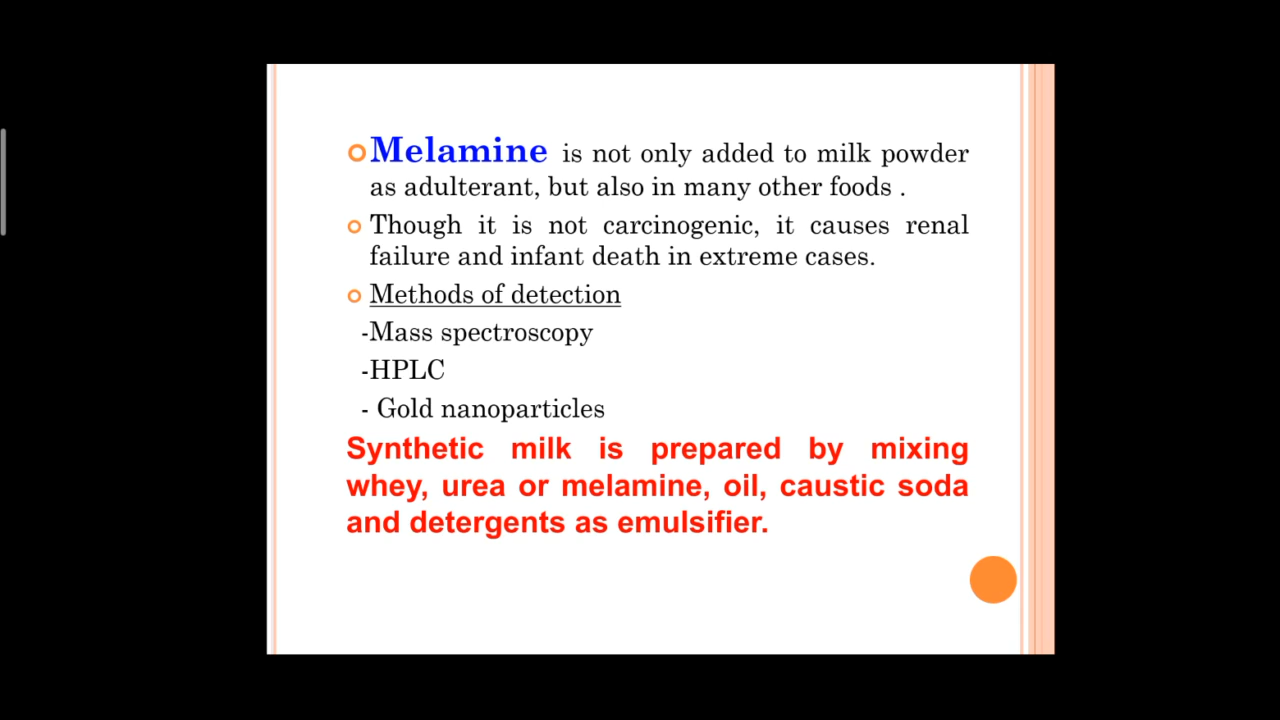 Melamine is not only added to milk powder
as adulterant, but also in many other foods .
Though it is not carcinogenic, it causes renal
failure and infant death in extreme cases.
Methods of detection
-Mass spectroscopy
-HPLC
- Gold nanoparticles
Synthetic milk is prepared by mixing
whey, urea or melamine, oil, caustic soda
and detergents as emulsifier.